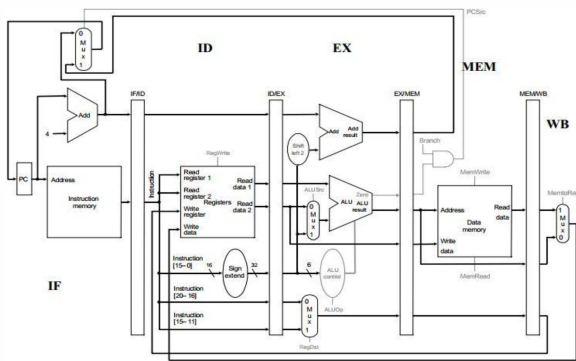 PCSrc
ID
EX
MEM
WB
IF
0
M
u
x
1
IF/ID
ID/EX
EX/MEM
MEM/WB
Add
4
PC
Address
Instruction
memory
Instruction
RegWrite
Read
register 1
Read
register 2
Write
register
Write
data
Registers
Read
data 1
Read
data 2
Shift
left 2
Add
Add
result
ALUSrc
0
M
u
x
1
Zero
ALU
ALU
result
Branch
MemWrite
Address
Read
data
Data
memory
Write
data
MemRead
MemtoReg
1
M
u
x
0
Instruction
[15–0]
16
Sign
extend
32
6
ALU
control
ALUOp
Instruction
[20–16]
Instruction
[15–11]
0
M
u
x
1
RegDst